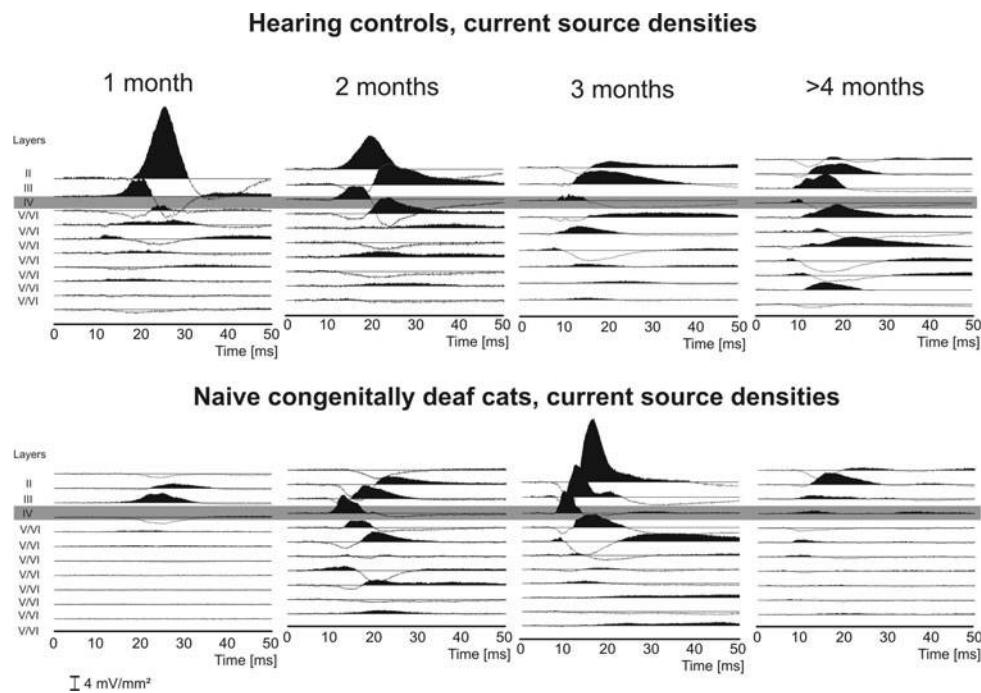 Hearing controls, current source densities
1 month 2 months 3 months >4 months
Layers
II
III
IV
V/VI
V/VI
V/VI
V/VI
V/VI
V/VI
V/VI
0 10 20 30 40 50 0 10 20 30 40 50 0 10 20 30 40 50 0 10 20 30 40 50
Time [ms] Time [ms] Time [ms] Time [ms]
Naive congenitally deaf cats, current source densities
Layers
II
III
IV
V/VI
V/VI
V/VI
V/VI
V/VI
V/VI
V/VI
V/VI
0 10 20 30 40 50 0 10 20 30 40 50 0 10 20 30 40 50 0 10 20 30 40 50
Time [ms] Time [ms] Time [ms] Time [ms]
4 mV/mm²